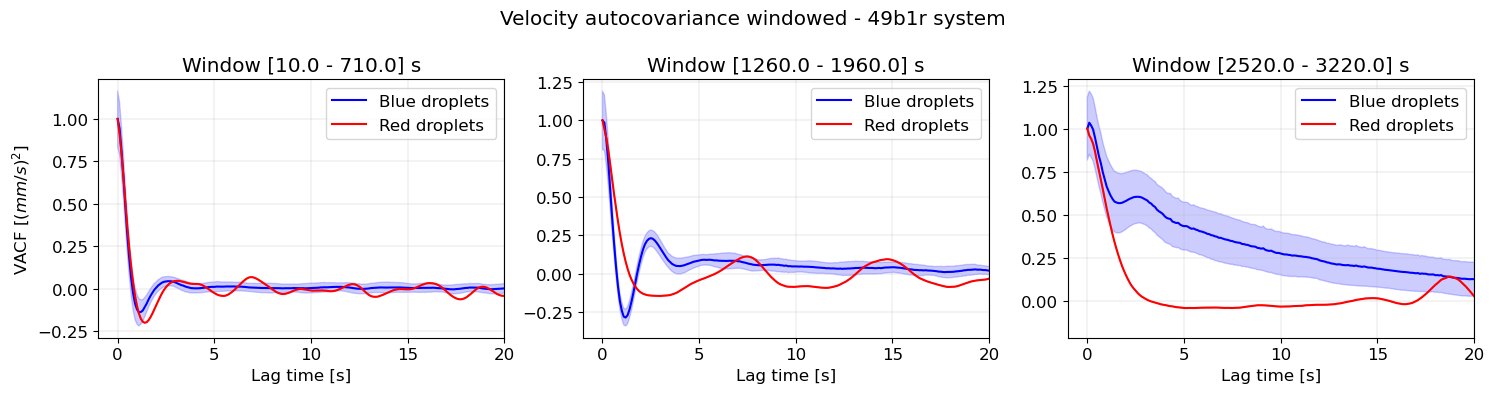 Velocity autocovariance windowed - 49b1r system
Window [10.0 - 710.0] s
VACF [(mm/s)²]
1.00
0.75
0.50
0.25
0.00
−0.25
Blue droplets
Red droplets
0 5 10 15 20
Lag time [s]
Window [1260.0 - 1960.0] s
1.25
1.00
0.75
0.50
0.25
0.00
−0.25
Blue droplets
Red droplets
0 5 10 15 20
Lag time [s]
Window [2520.0 - 3220.0] s
1.25
1.00
0.75
0.50
0.25
0.00
Blue droplets
Red droplets
0 5 10 15 20
Lag time [s]